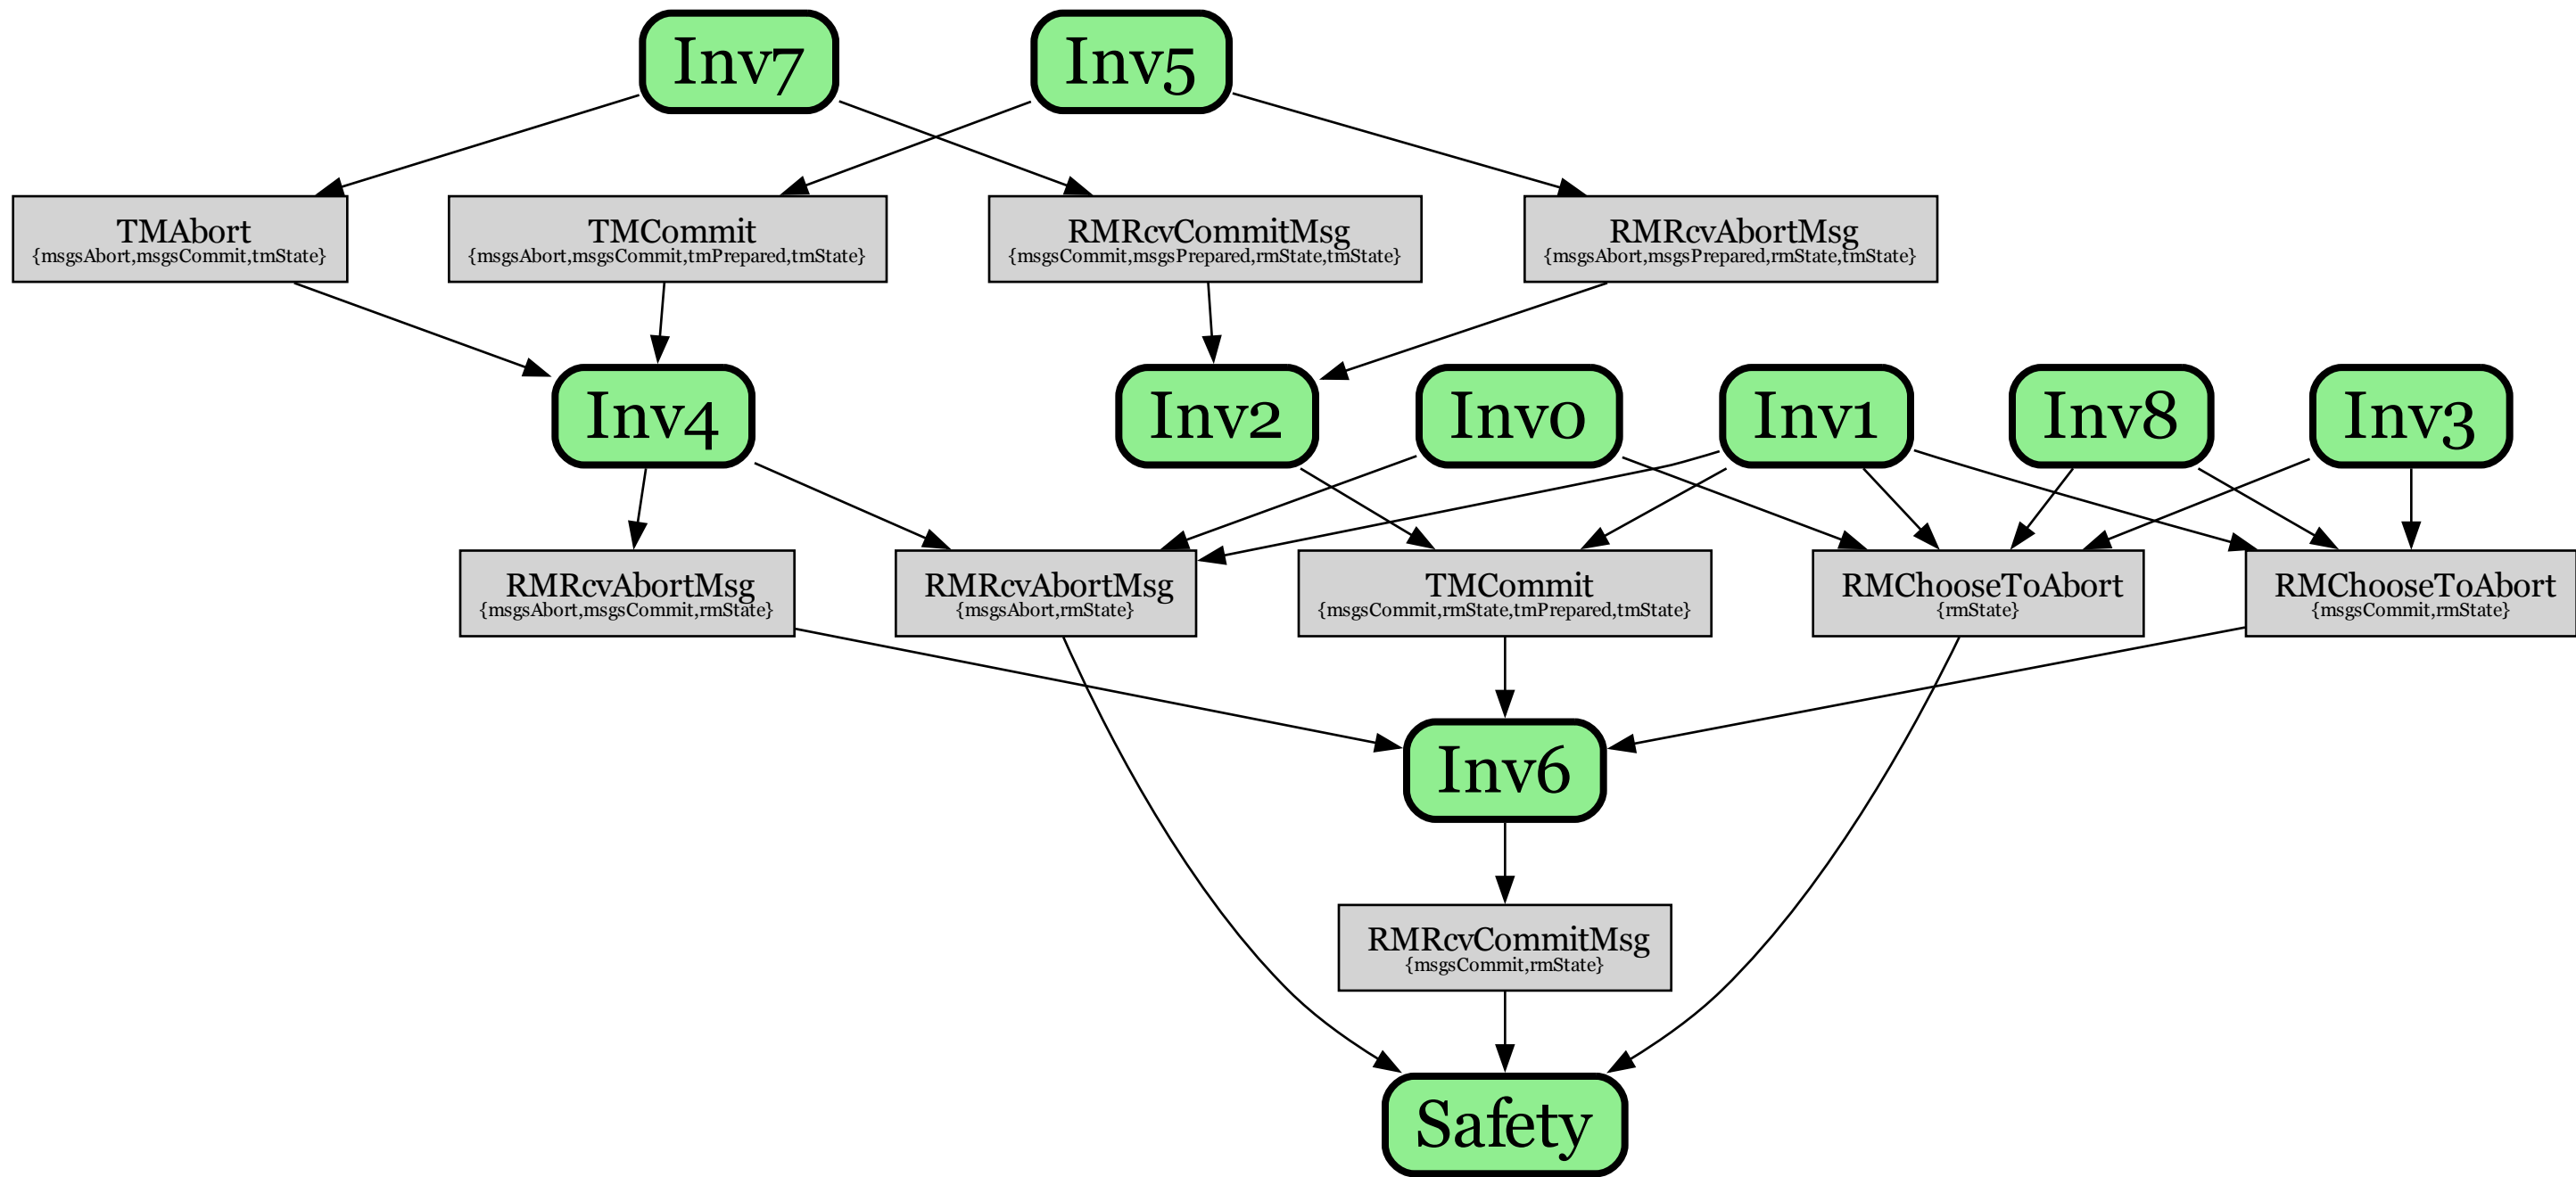 Inv7
Inv5
TMAbort
{msgsAbort,msgsCommit,tmState}
TMCommit
{msgsAbort,msgsCommit,tmPrepared,tmState}
RMRcvCommitMsg
{msgsCommit,msgsPrepared,rmState,tmState}
RMRcvAbortMsg
{msgsAbort,msgsPrepared,rmState,tmState}
Inv4
Inv2
Inv0
Inv1
Inv8
Inv3
RMRcvAbortMsg
{msgsAbort,msgsCommit,rmState}
RMRcvAbortMsg
{msgsAbort,rmState}
TMCommit
{msgsCommit,rmState,tmPrepared,tmState}
RMChooseToAbort
{rmState}
RMChooseToAbort
{msgsCommit,rmState}
Inv6
RMRcvCommitMsg
{msgsCommit,rmState}
Safety